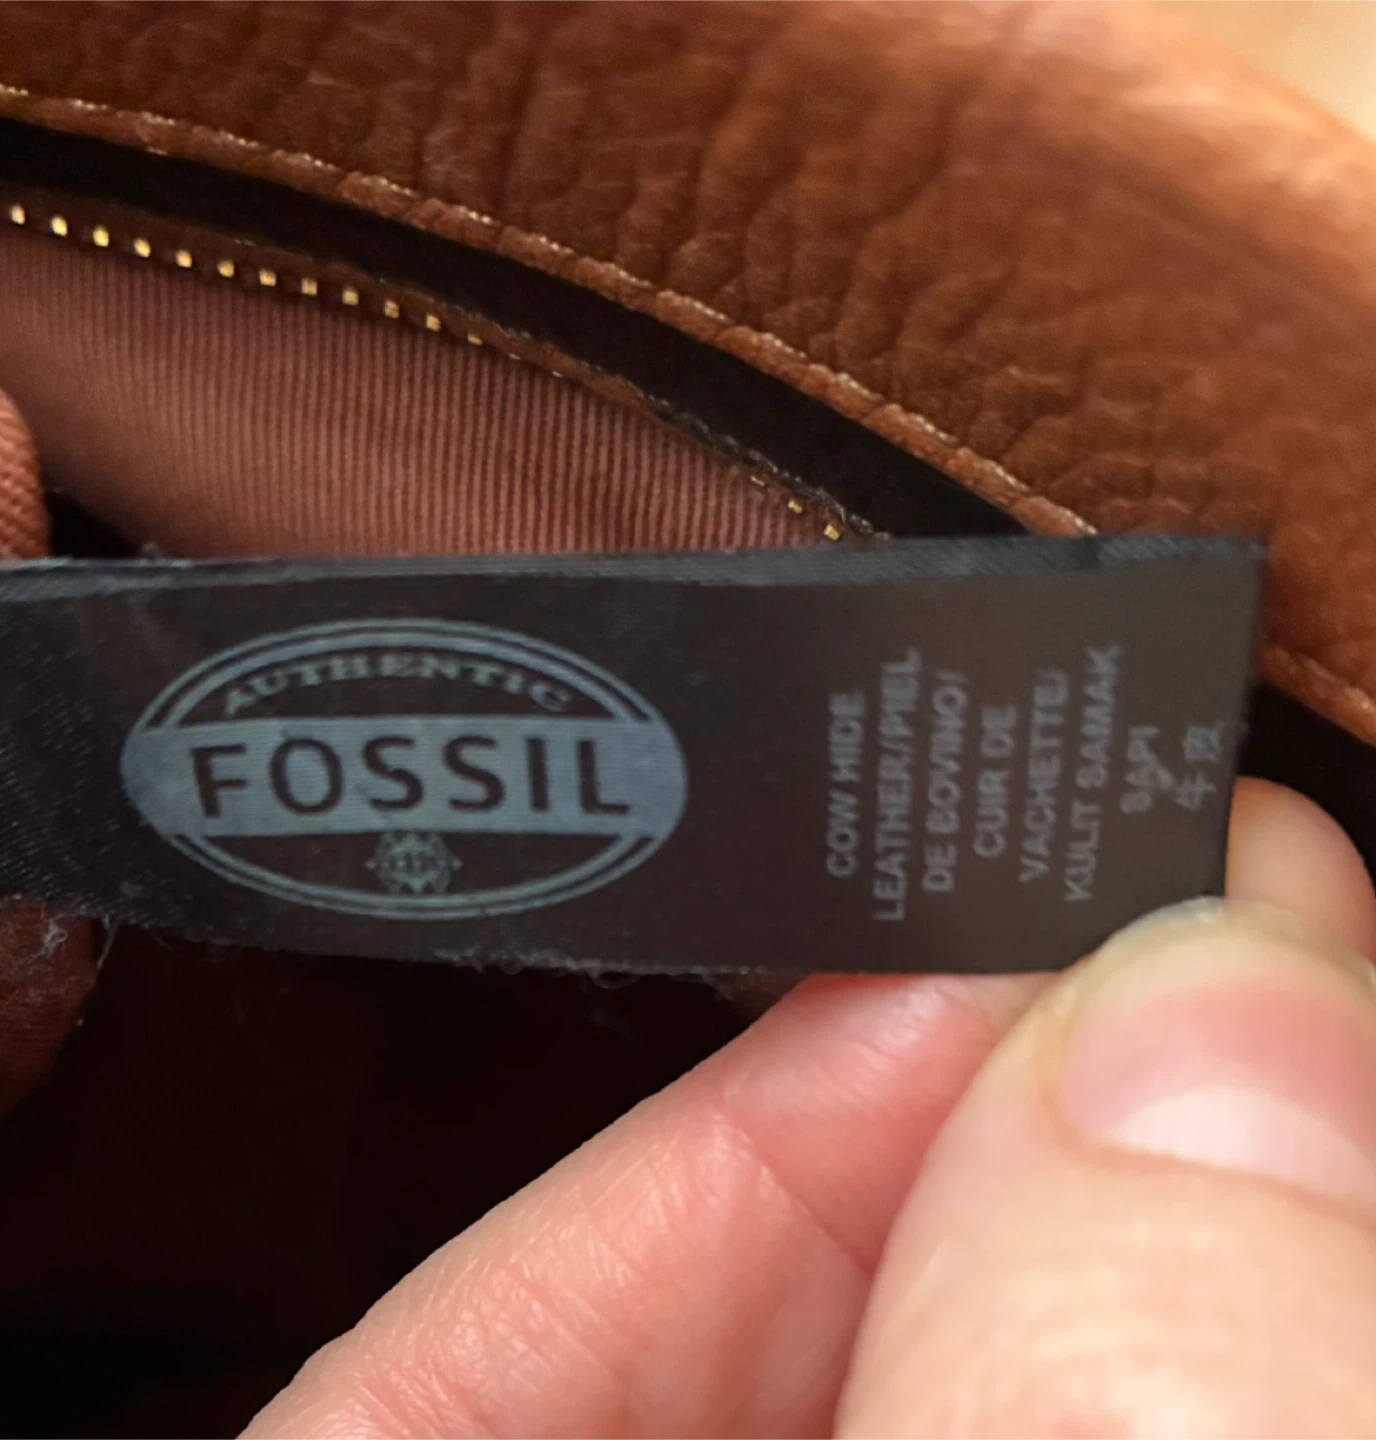 AUTHENTIC
FOSSIL
COW HIDE
LEATHER/PIEL
DE BOVINO/
CUIR DE
VACHETTE/
KULIT SAMAK
SAPI
牛皮